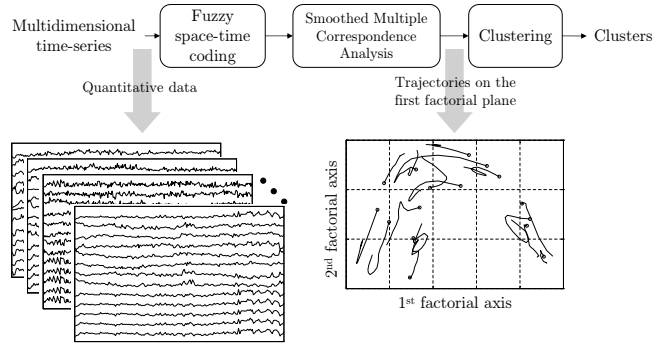 Multidimensional
time-series
Fuzzy
space-time
coding
Smoothed Multiple
Correspondence
Analysis
Clustering
Clusters
Quantitative data
Trajectories on the
first factorial plane
2nd factorial axis
1st factorial axis